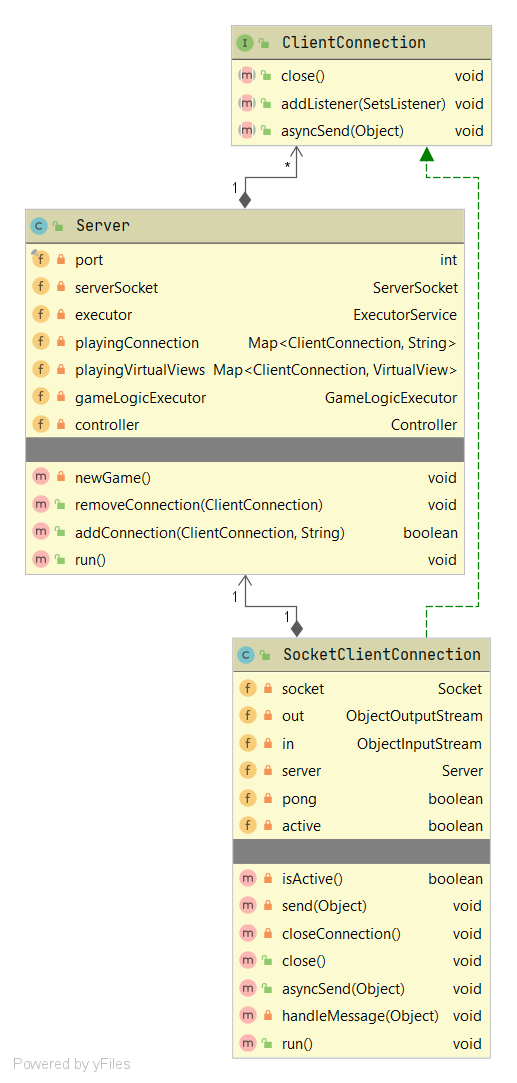 I ClientConnection
m close() void
m addListener(SetsListener) void
m asyncSend(Object) void
*
1
C Server
f port int
f serverSocket ServerSocket
f executor ExecutorService
f playingConnection Map<ClientConnection, String>
f playingVirtualViews Map<ClientConnection, VirtualView>
f gameLogicExecutor GameLogicExecutor
f controller Controller
m newGame() void
m removeConnection(ClientConnection) void
m addConnection(ClientConnection, String) boolean
m run() void
1
1
C SocketClientConnection
f socket Socket
f out ObjectOutputStream
f in ObjectInputStream
f server Server
f pong boolean
f active boolean
m isActive() boolean
m send(Object) void
m closeConnection() void
m close() void
m asyncSend(Object) void
m handleMessage(Object) void
m run() void
Powered by yFiles